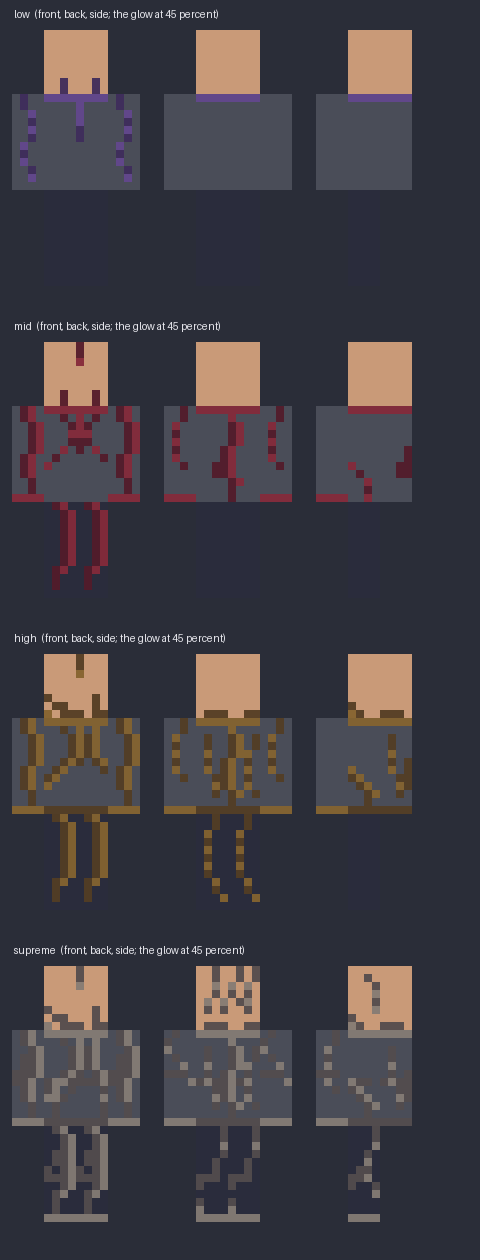 low  (front, back, side; the glow at 45 percent)
mid  (front, back, side; the glow at 45 percent)
high  (front, back, side; the glow at 45 percent)
supreme  (front, back, side; the glow at 45 percent)